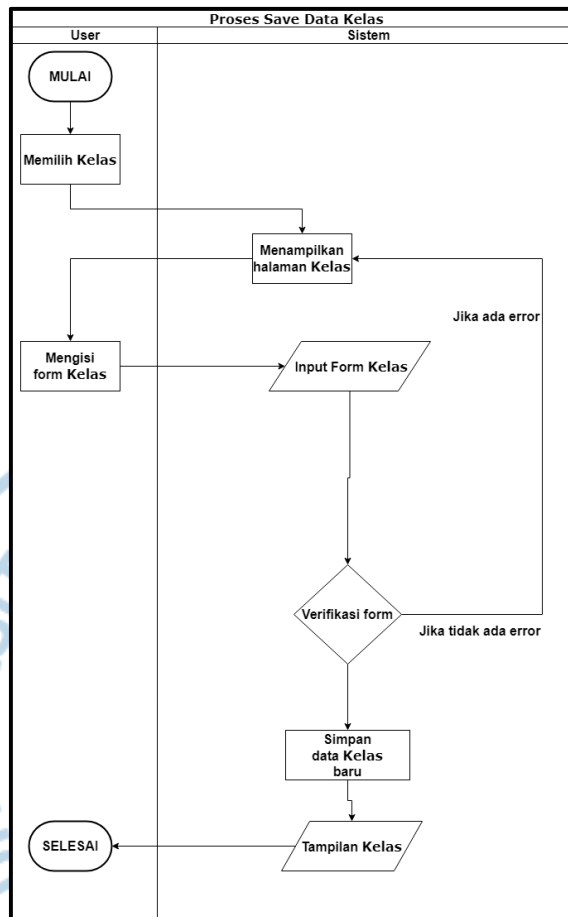 Proses Save Data Kelas
User
Sistem
MULAI
Memilih Kelas
Menampilkan
halaman Kelas
Jika ada error
Mengisi
form Kelas
Input Form Kelas
Verifikasi form
Jika tidak ada error
Simpan
data Kelas
baru
SELESAI
Tampilan Kelas